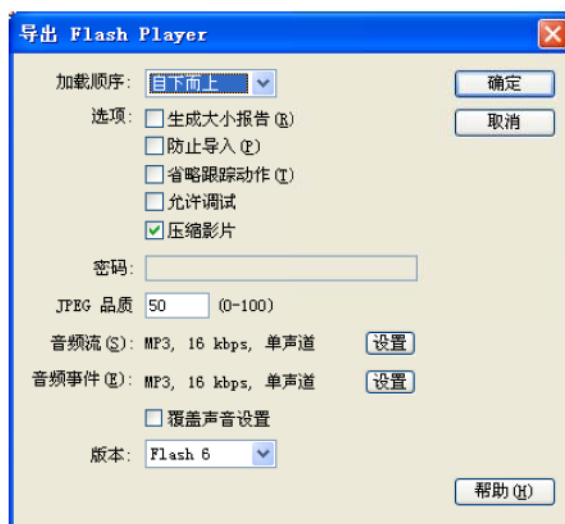 导出 Flash Player
加载顺序: 自下而上 确定
选项: 生成大小报告(R) 取消
防止导入(P)
省略跟踪动作(T)
允许调试
压缩影片
密码:
JPEG 品质 50 (0-100)
音频流(S): MP3, 16 kbps, 单声道 设置
音频事件(E): MP3, 16 kbps, 单声道 设置
覆盖声音设置
版本: Flash 6
帮助(H)